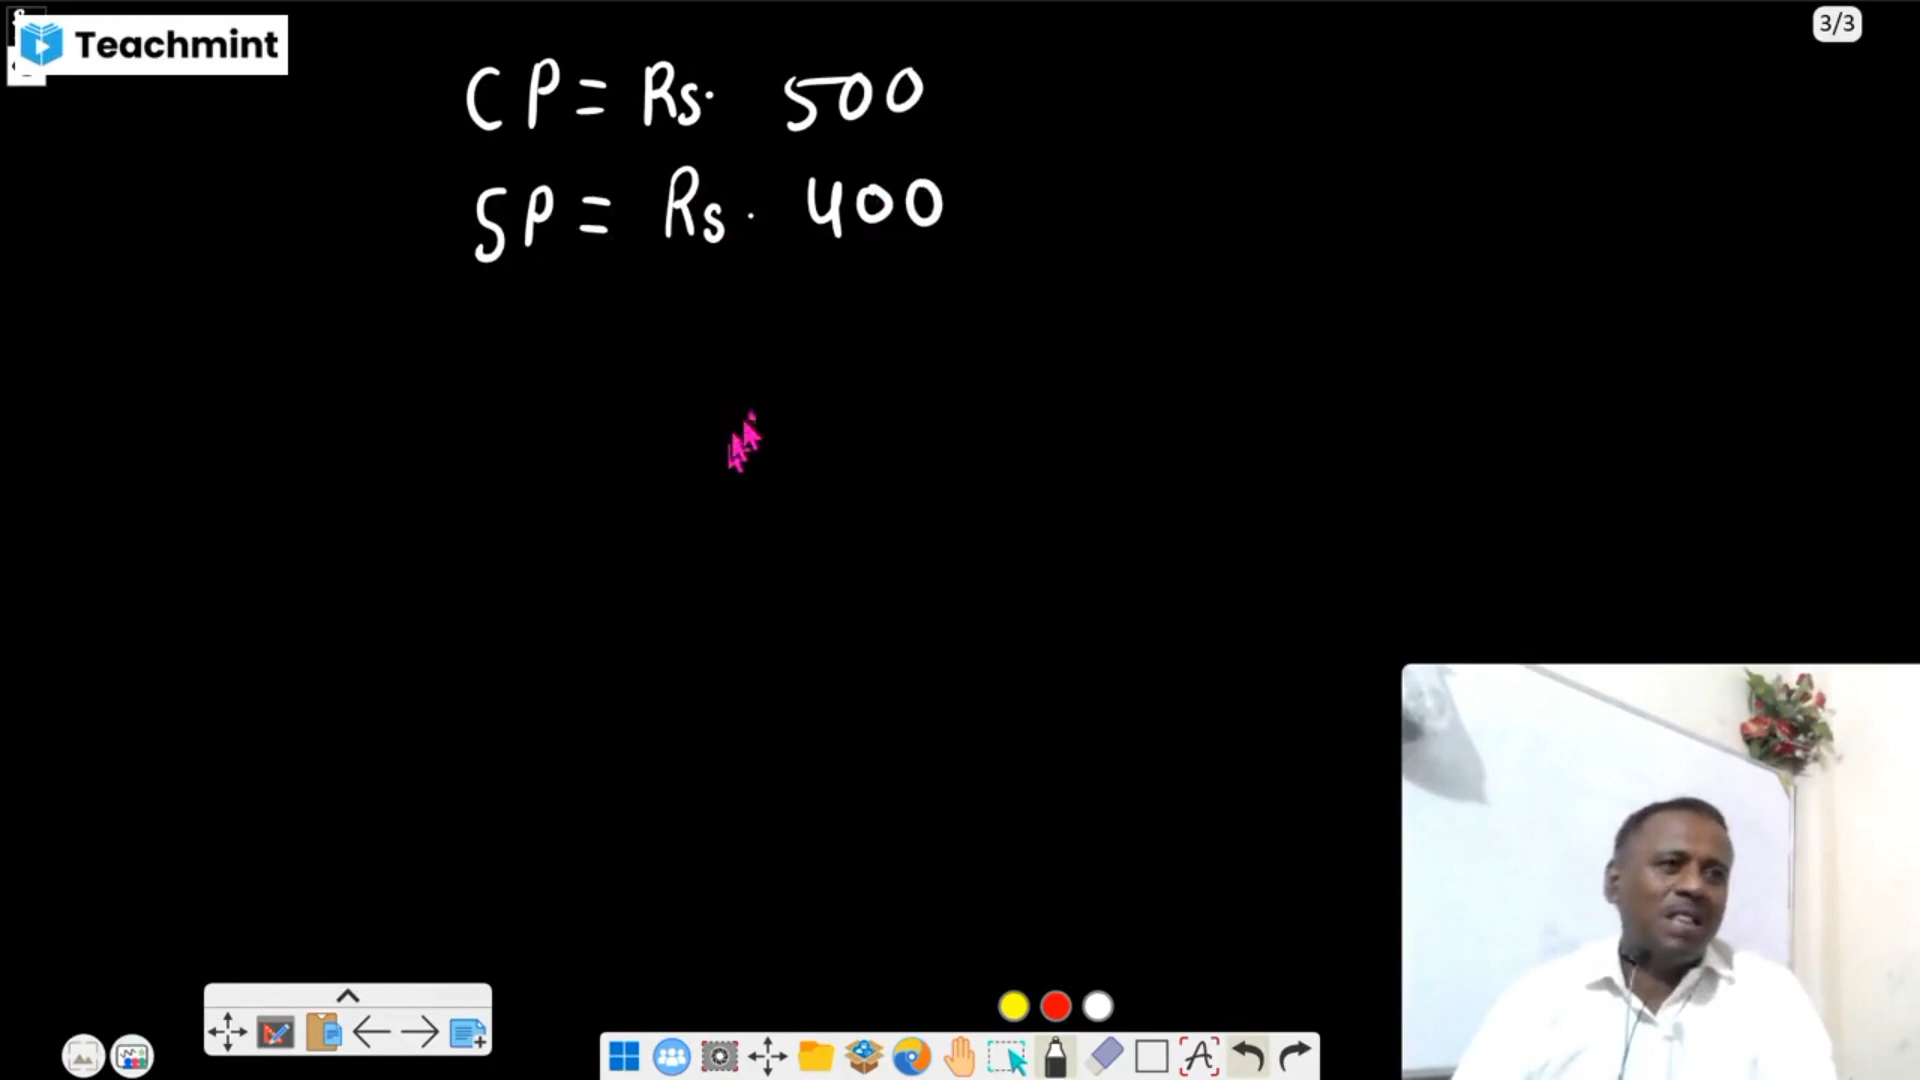 Teachmint
3/3
CP = Rs. 500
SP = Rs. 400